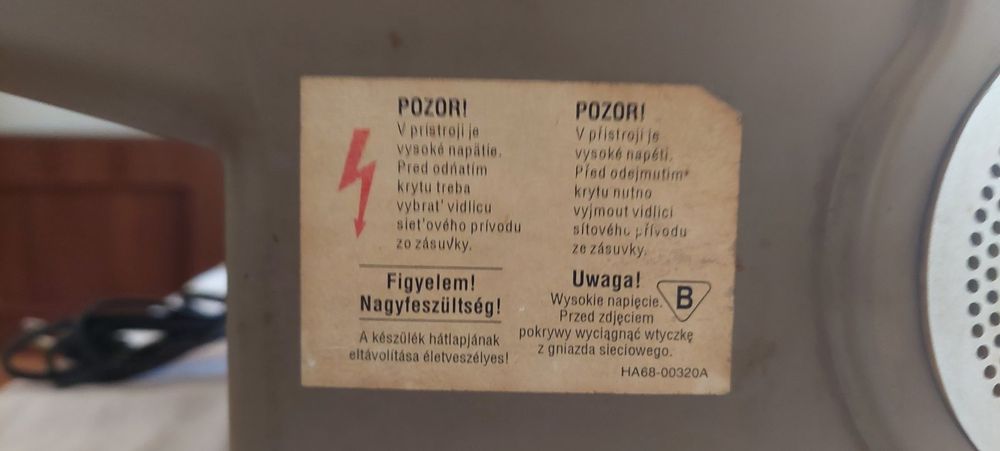 POZOR!
V prístroji je
vysoké napätie.
Pred odňatím
krytu treba
vybrať vidlicu
sieťového prívodu
zo zásuvky.
POZOR!
V přístroji je
vysoké napětí.
Před odejmutím
krytu nutno
vyjmout vidlici
síťového přívodu
ze zásuvky.
Figyelem!
Nagyfeszültség!
A készülék hátlapjának
eltávolítása életveszélyes!
Uwaga!
Wysokie napięcie.
Przed zdjęciem
pokrywy wyciągnąć wtyczkę
z gniazda sieciowego.
B
HA68-00320A